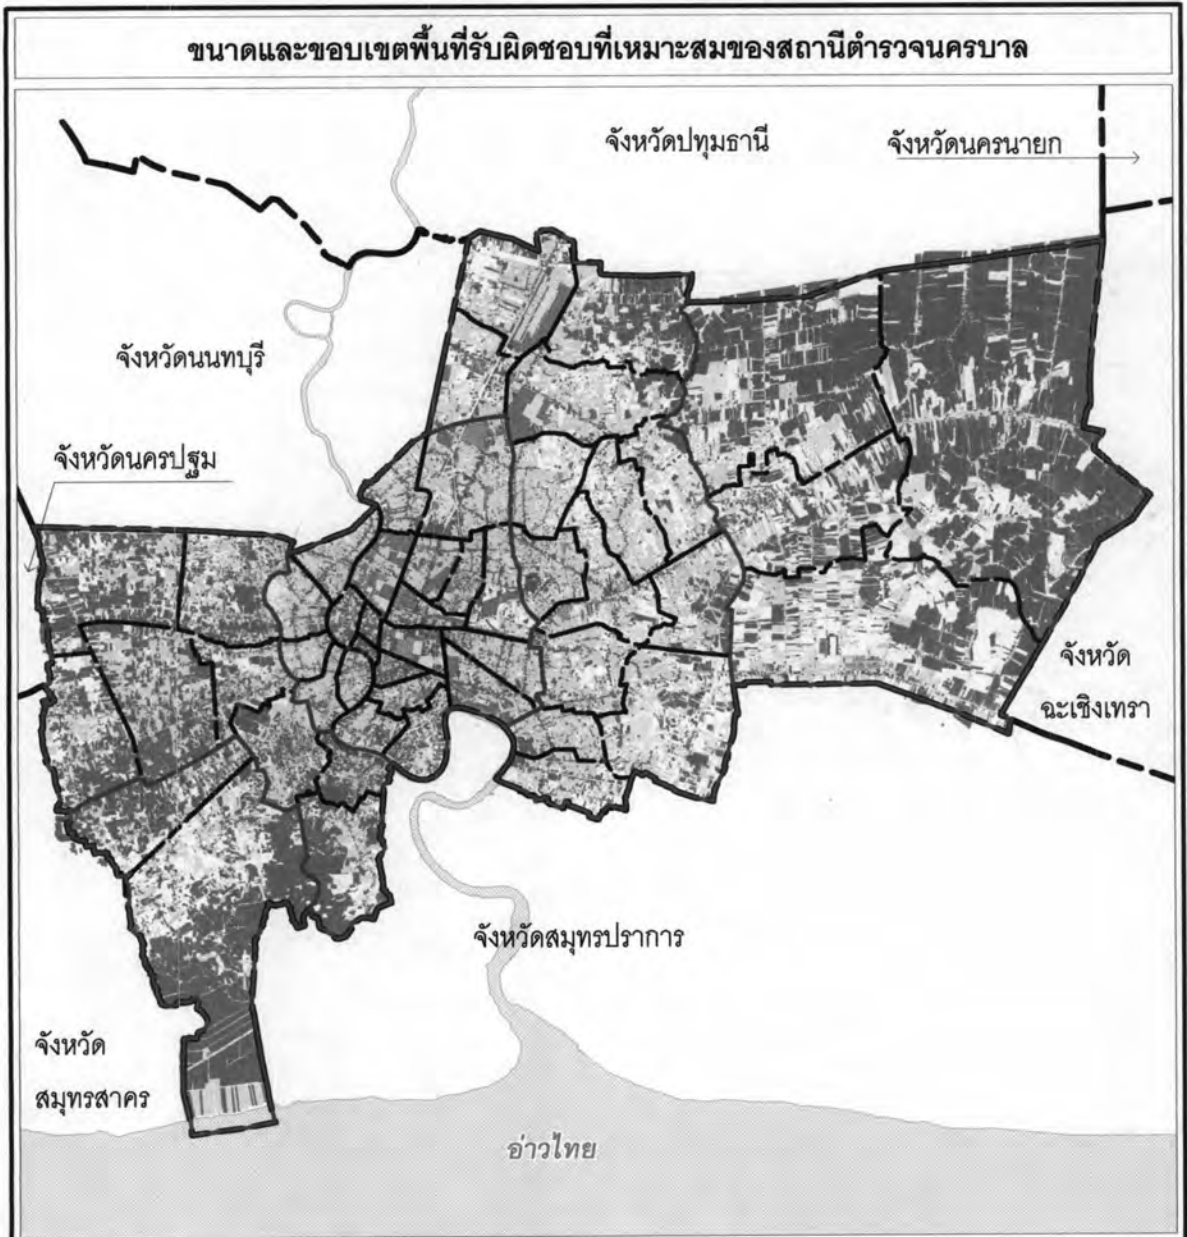 ขนาดและขอบเขตพื้นที่รับผิดชอบที่เหมาะสมของสถานีตำรวจนครบาล
จังหวัดปทุมธานี
จังหวัดนครนายก
จังหวัดนนทบุรี
จังหวัดนครปฐม
จังหวัด
ฉะเชิงเทรา
จังหวัดสมุทรปราการ
จังหวัด
สมุทรสาคร
อ่าวไทย